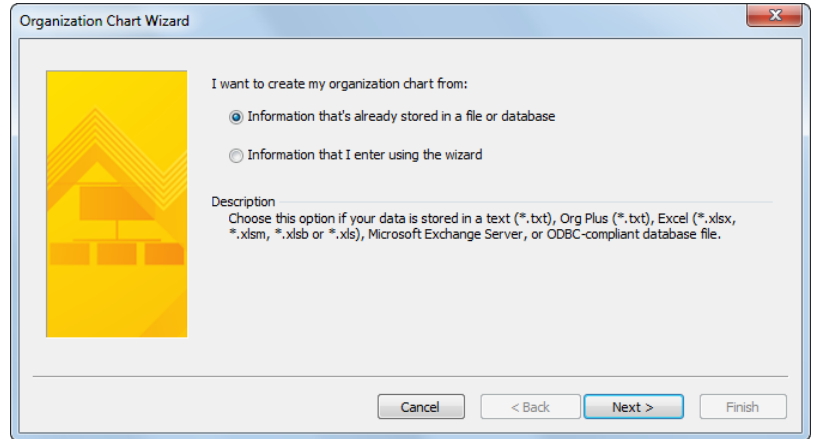 Organization Chart Wizard
I want to create my organization chart from:
Information that's already stored in a file or database
Information that I enter using the wizard
Description
Choose this option if your data is stored in a text (*.txt), Org Plus (*.txt), Excel (*.xlsx,
*.xlsm, *.xlsb or *.xls), Microsoft Exchange Server, or ODBC-compliant database file.
Cancel < Back Next > Finish